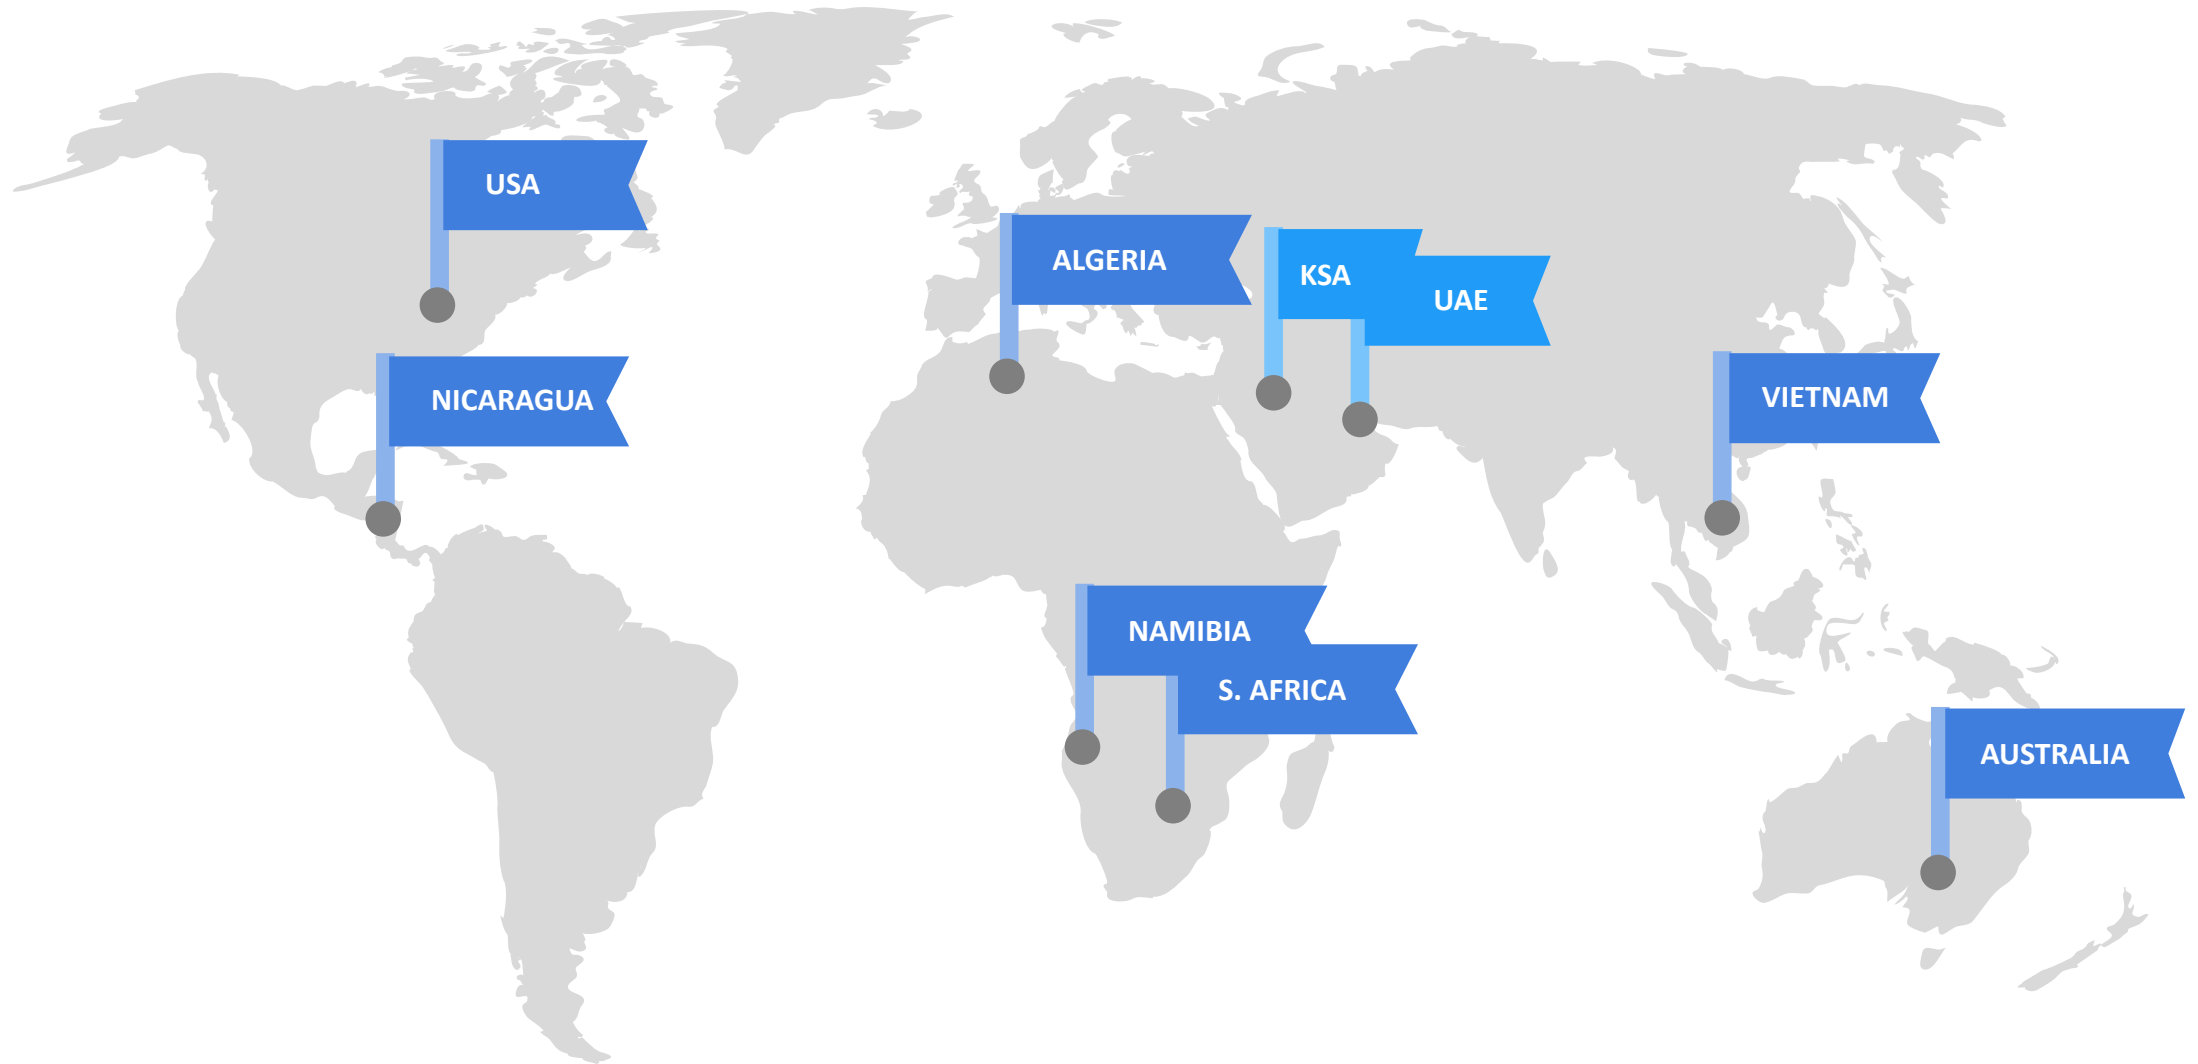 USA
ALGERIA
KSA
UAE
NICARAGUA
VIETNAM
NAMIBIA
S. AFRICA
AUSTRALIA